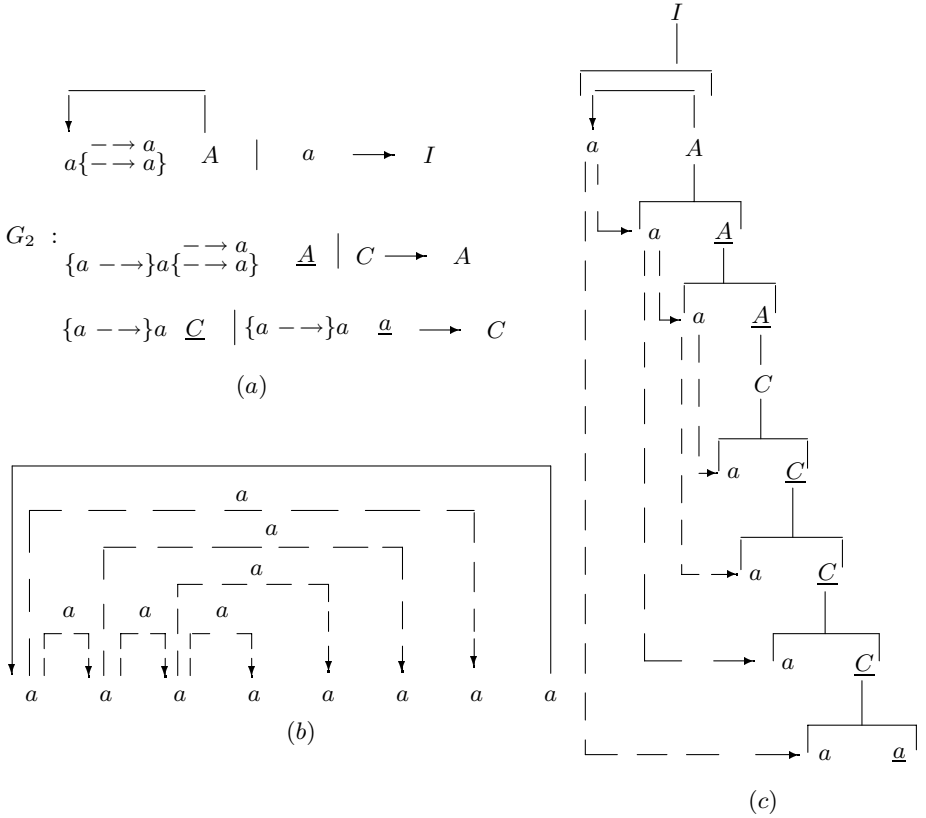 I
− → a
a{− → a} A | a ⟶ I
G₂ :
− → a
{a − →}a{− → a} A | C ⟶ A
{a − →}a C | {a − →}a a ⟶ C
(a)
a
a
a
a a a
a a a a a a a a
(b)
a A
a A
a A
C
a C
a C
a C
a a
(c)